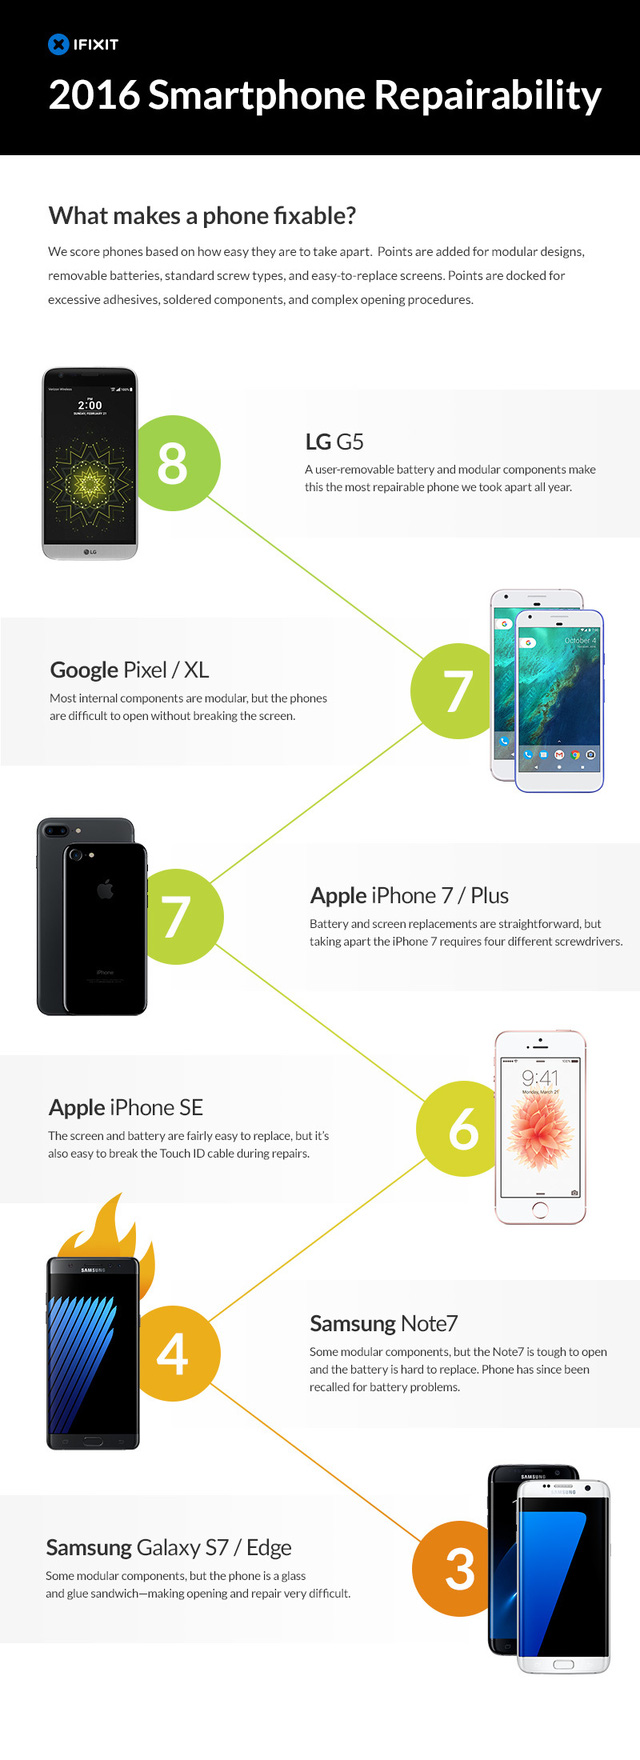 IFIXIT
2016 Smartphone Repairability
What makes a phone fixable?
We score phones based on how easy they are to take apart. Points are added for modular designs,
removable batteries, standard screw types, and easy-to-replace screens. Points are docked for
excessive adhesives, soldered components, and complex opening procedures.
2:00
LG
8
LG G5
A user-removable battery and modular components make
this the most repairable phone we took apart all year.
Google Pixel / XL
Most internal components are modular, but the phones
are difficult to open without breaking the screen.
7
October 4
7
iPhone
Apple iPhone 7 / Plus
Battery and screen replacements are straightforward, but
taking apart the iPhone 7 requires four different screwdrivers.
Apple iPhone SE
The screen and battery are fairly easy to replace, but it's
also easy to break the Touch ID cable during repairs.
6
9:41
Monday, March 21
SAMSUNG
4
Samsung Note7
Some modular components, but the Note7 is tough to open
and the battery is hard to replace. Phone has since been
recalled for battery problems.
Samsung Galaxy S7 / Edge
Some modular components, but the phone is a glass
and glue sandwich—making opening and repair very difficult.
3
SAMSUNG
SAMSUNG